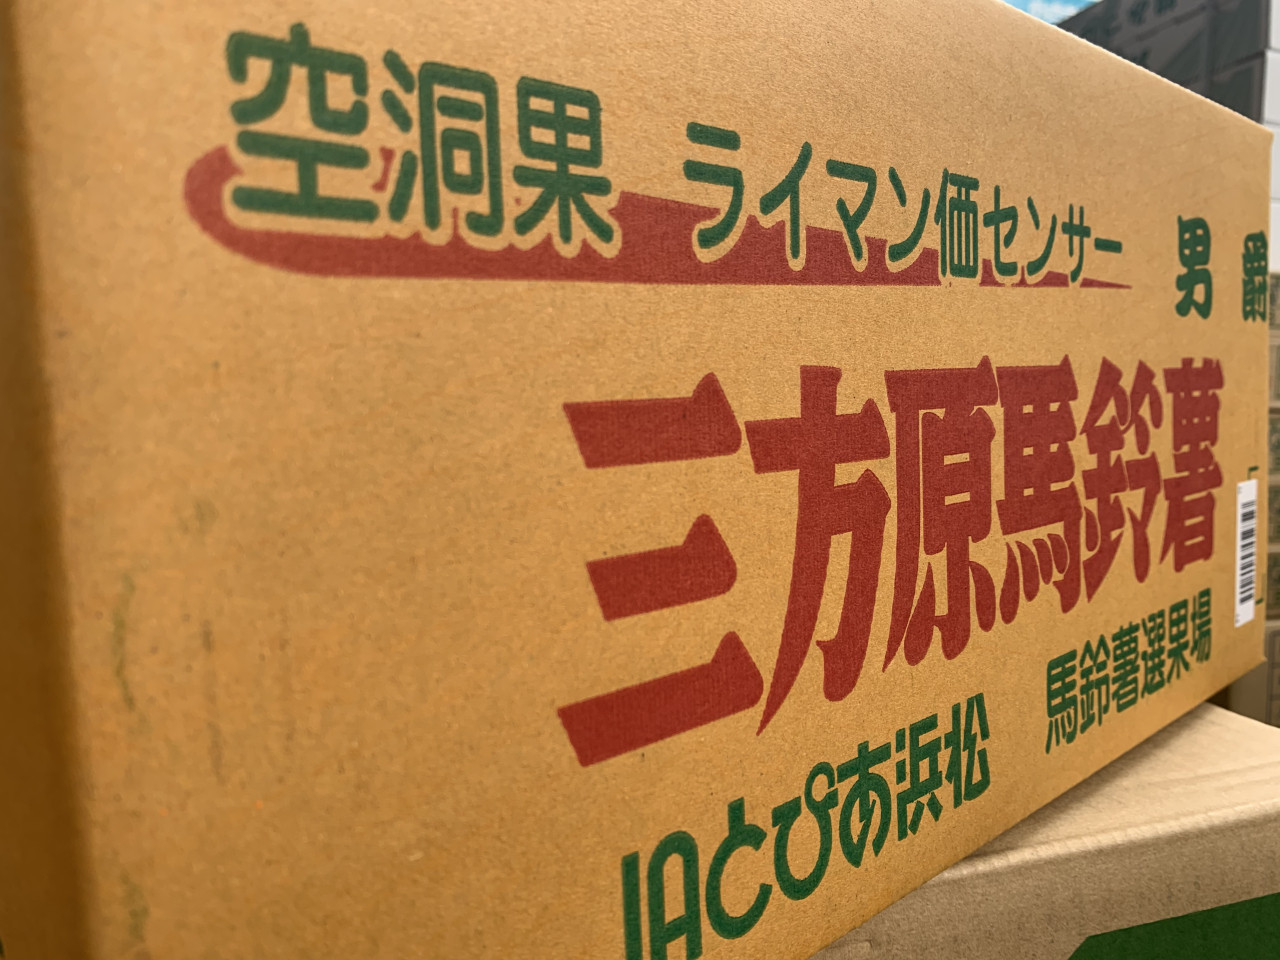 空洞果 ライマン価センサー
男爵
三方原馬鈴薯
JAとぴあ浜松 馬鈴薯選果場